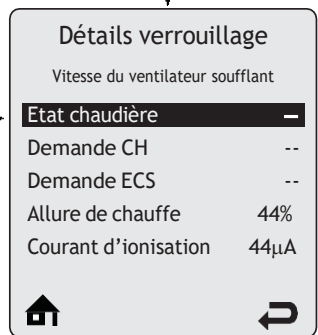 Détails verrouillage
Vitesse du ventilateur soufflant
Etat chaudière –
Demande CH --
Demande ECS --
Allure de chauffe 44%
Courant d’ionisation 44µA